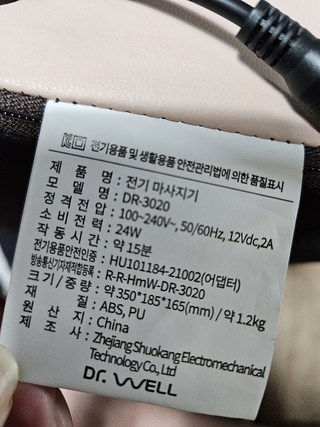 전기용품 및 생활용품 안전관리법에 의한 품질표시
제 품 명 : 전기 마사지기
모 델 명 : DR-3020
정 격 전 압 : 100~240V~, 50/60Hz, 12Vdc,2A
소 비 전 력 : 24W
작 동 시 간 : 약 15분
전기용품안전인증 : HU101184-21002(어댑터)
방송통신기자재적합등록 : R-R-HmW-DR-3020
크 기 / 중 량 : 약 350*185*165(mm) / 약 1.2kg
재 질 : ABS, PU
원 산 지 : China
제 조 사 : Zhejiang Shuokang Electromechanical
Technology Co., Ltd
Dr. WELL